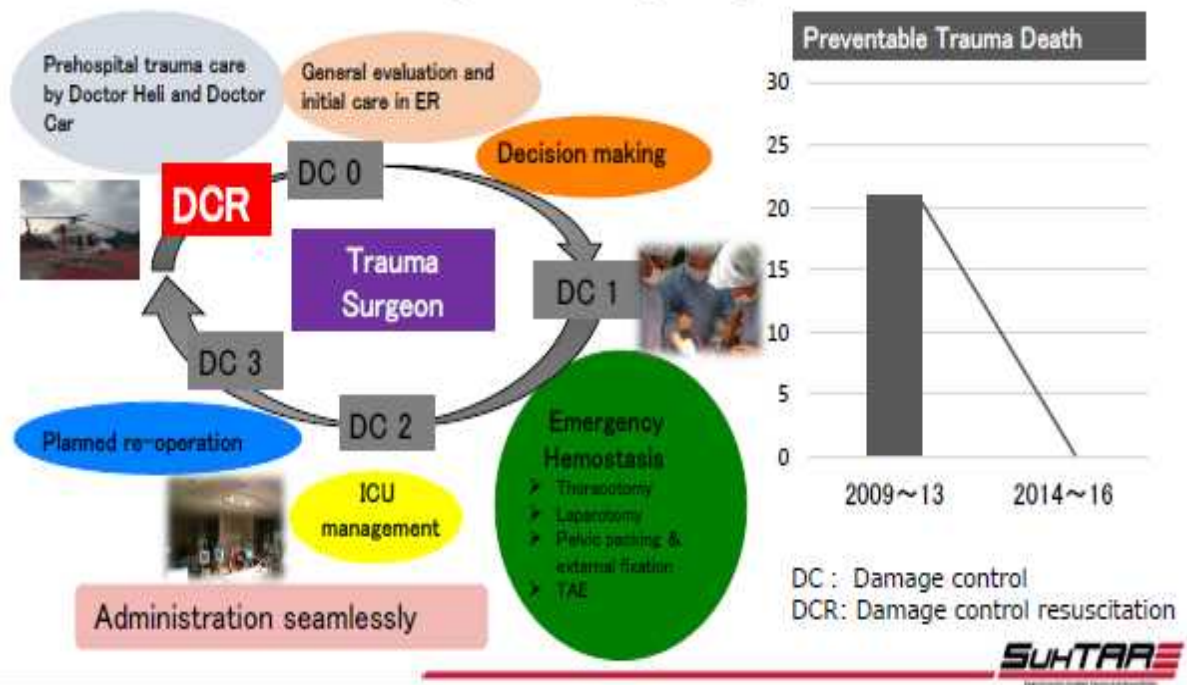 Prehospital trauma care
by Doctor Heli and Doctor
Car
General evaluation and
initial care in ER
Decision making
DCR
DC 0
Trauma
Surgeon
DC 1
DC 3
DC 2
Planned re-operation
ICU
management
Emergency
Hemostasis
➢ Thoracotomy
➢ Laparotomy
➢ Pelvic packing &
external fixation
➢ TAE
Administration seamlessly
Preventable Trauma Death
30
25
20
15
10
5
0
2009～13
2014～16
DC : Damage control
DCR: Damage control resuscitation
SUHTAR